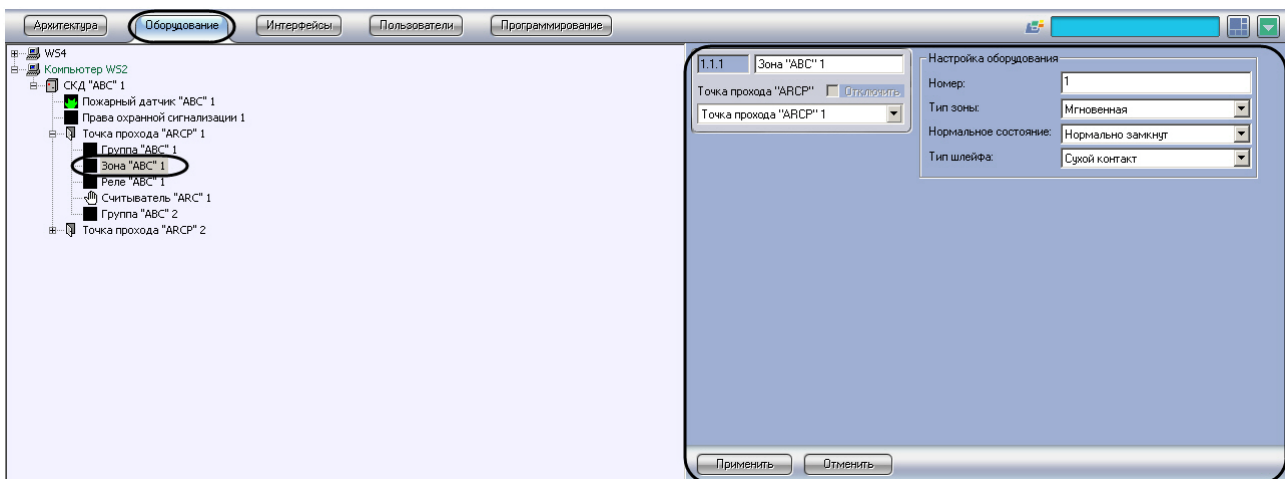 Архитектура Оборудование Интерфейсы Пользователи Программирование
WS4
Компьютер WS2
СКД "ABC" 1
Пожарный датчик "ABC" 1
Права охранной сигнализации 1
Точка прохода "ARCP" 1
Группа "ABC" 1
Зона "ABC" 1
Реле "ABC" 1
Считыватель "ARC" 1
Группа "ABC" 2
Точка прохода "ARCP" 2
1.1.1 Зона "ABC" 1
Точка прохода "ARCP" Отключить
Точка прохода "ARCP" 1
Настройка оборудования
Номер: 1
Тип зоны: Мгновенная
Нормальное состояние: Нормально замкнут
Тип шлейфа: Сухой контакт
Применить Отменить